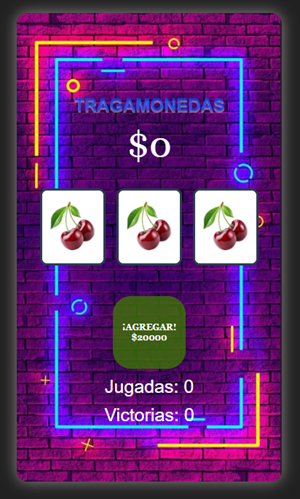 TRAGAMONEDAS
$0
¡AGREGAR!
$20000
Jugadas: 0
Victorias: 0